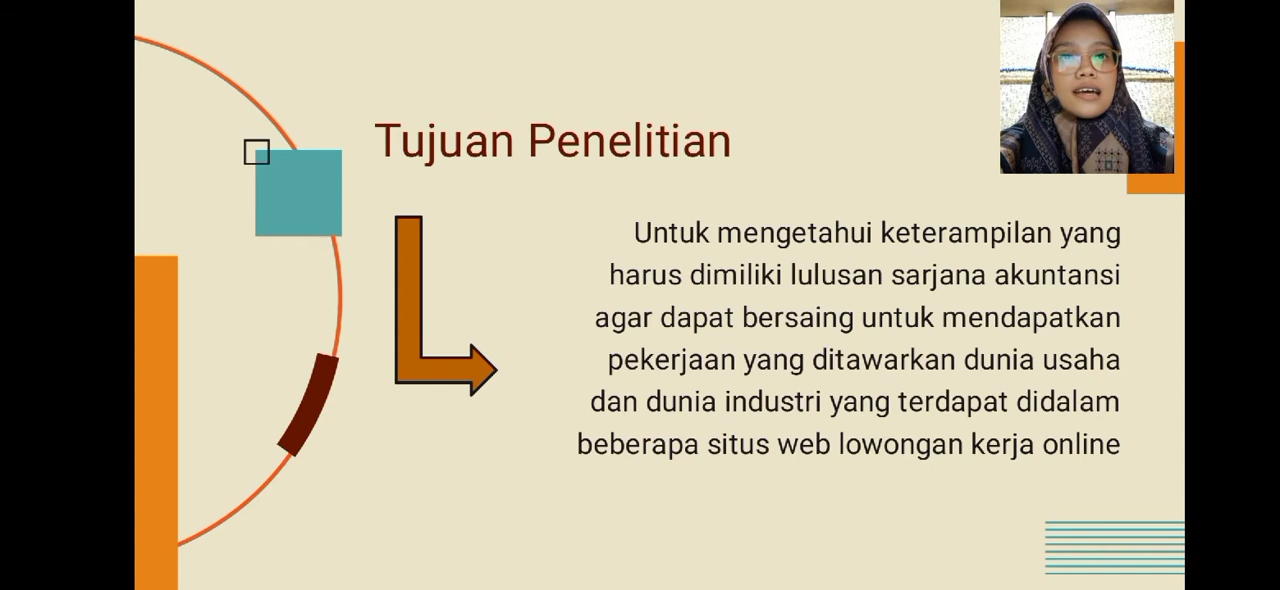 Tujuan Penelitian
Untuk mengetahui keterampilan yang
harus dimiliki lulusan sarjana akuntansi
agar dapat bersaing untuk mendapatkan
pekerjaan yang ditawarkan dunia usaha
dan dunia industri yang terdapat didalam
beberapa situs web lowongan kerja online